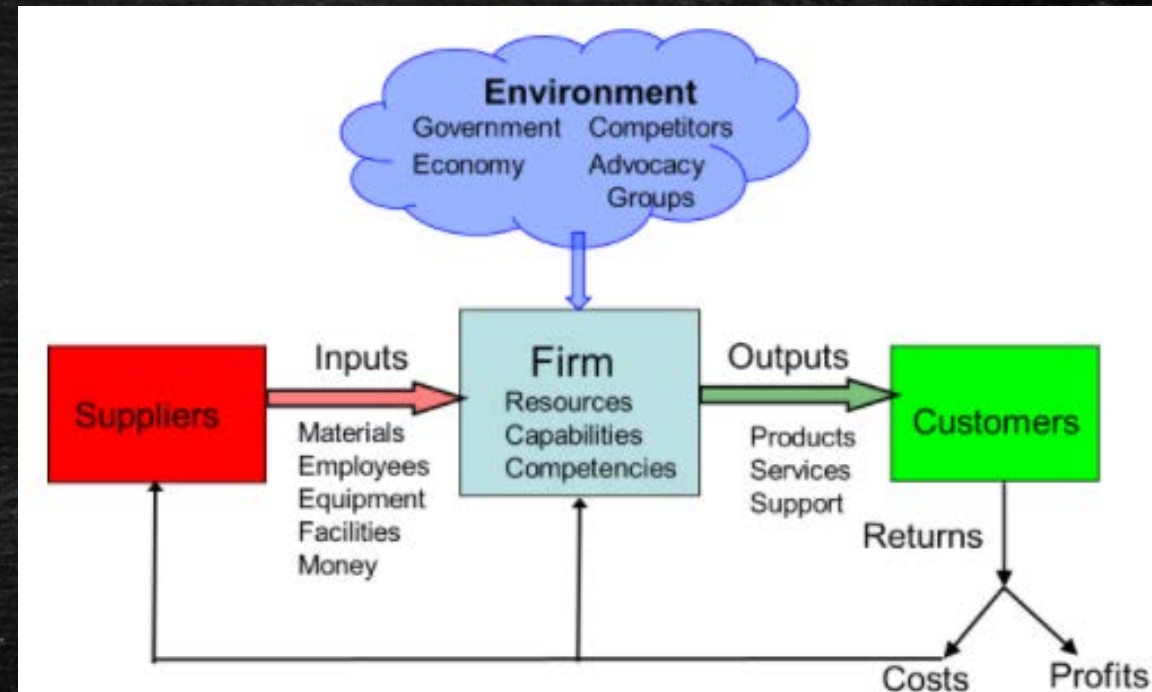 Environment
Government Competitors
Economy Advocacy
Groups
Suppliers
Inputs
Materials
Employees
Equipment
Facilities
Money
Firm
Resources
Capabilities
Competencies
Outputs
Products
Services
Support
Customers
Returns
Costs Profits